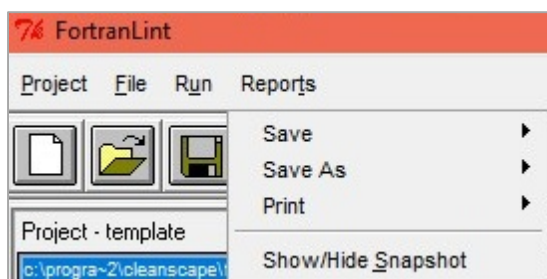 FortranLint
Project File Run Reports
Save
Save As
Print
Show/Hide Snapshot
Project - template
c:\progra~2\cleanscape\